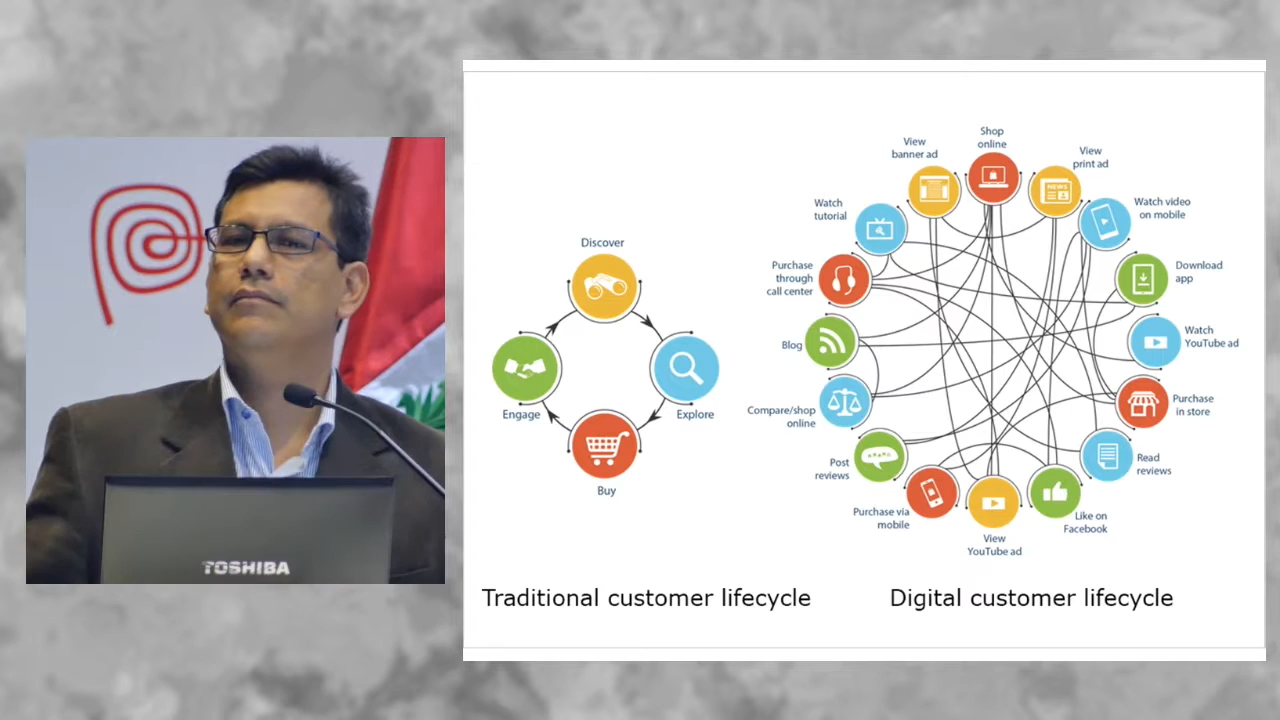 TOSHIBA
Discover
Engage
Explore
Buy
Traditional customer lifecycle
Shop
online
View
banner ad
View
print ad
NEWS
Watch
tutorial
Watch video
on mobile
Purchase
through
call center
Download
app
Blog
Watch
YouTube ad
Compare/shop
online
Purchase
in store
Post
reviews
Read
reviews
Purchase via
mobile
Like on
Facebook
View
YouTube ad
Digital customer lifecycle